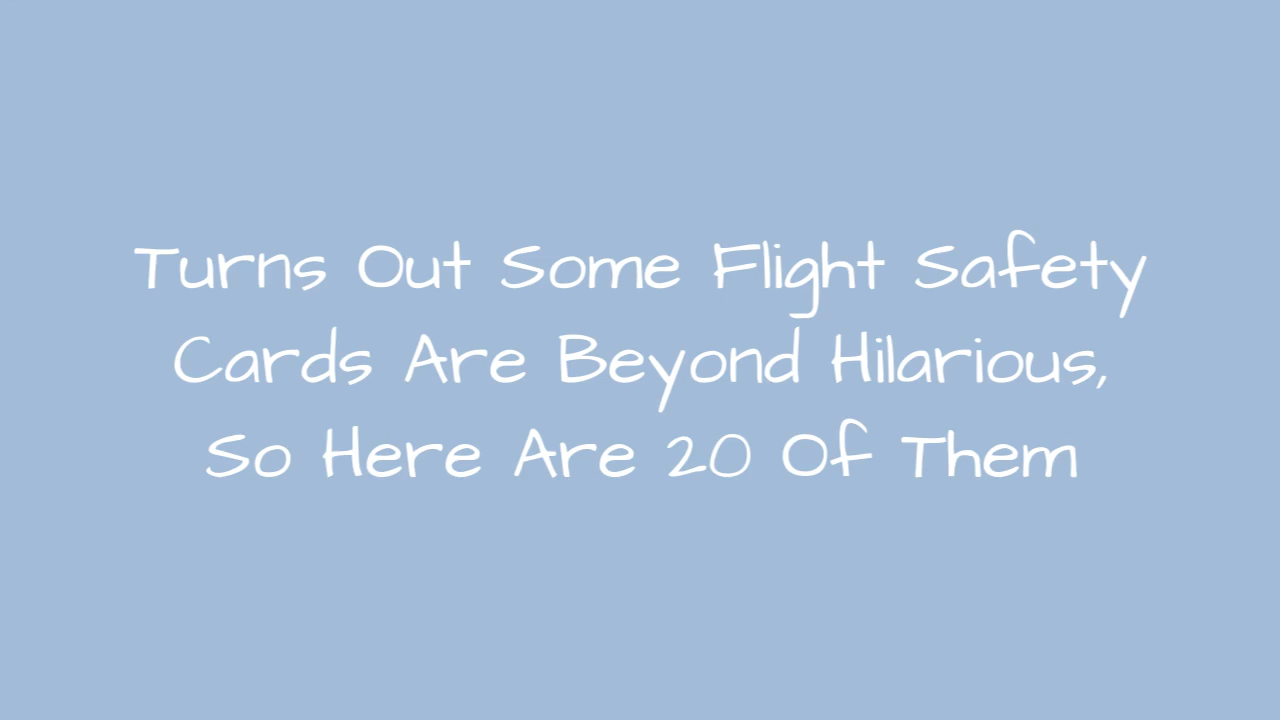 Turns Out Some Flight Safety
Cards Are Beyond Hilarious,
So Here Are 20 Of Them